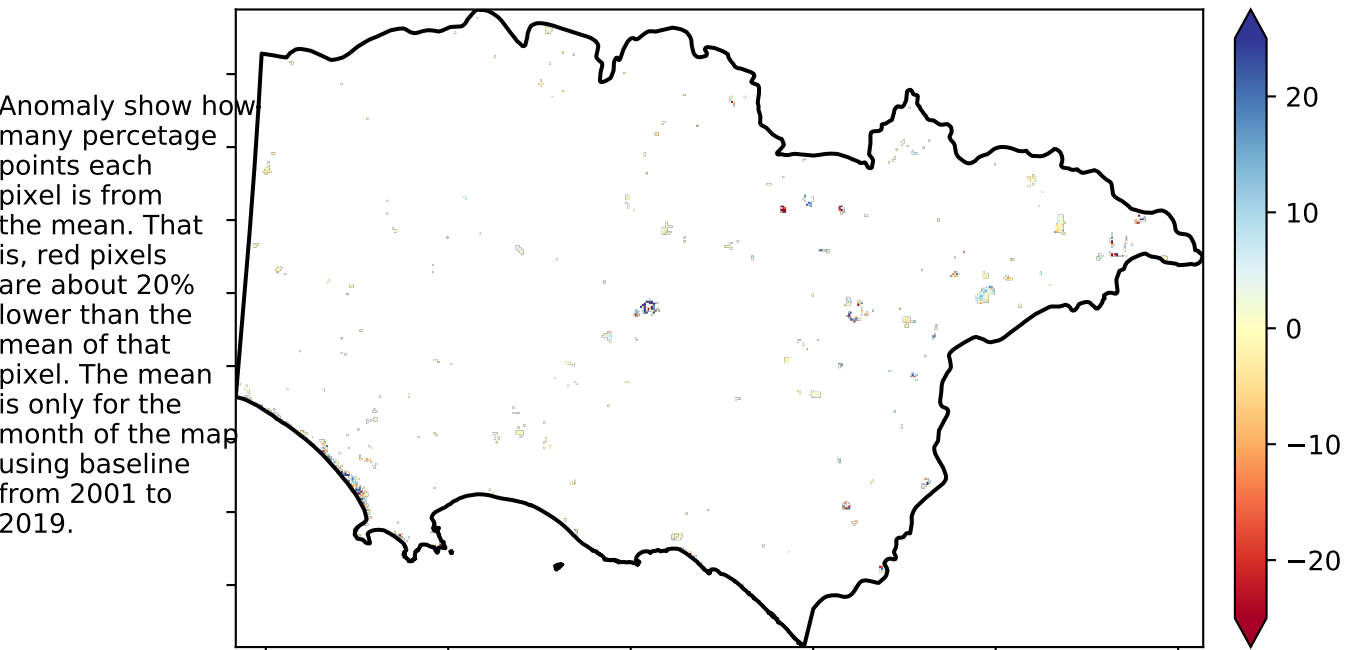 Anomaly show how
many percetage
points each
pixel is from
the mean. That
is, red pixels
are about 20%
lower than the
mean of that
pixel. The mean
is only for the
month of the map
using baseline
from 2001 to
2019.
20
10
0
−10
−20